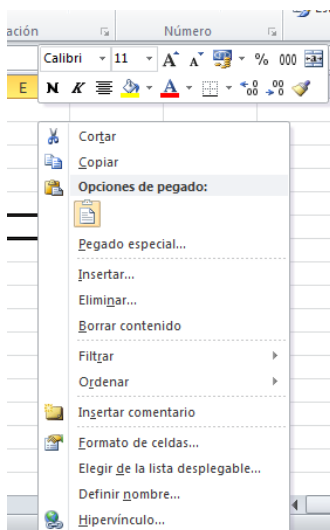 ación Número
Calibri 11 A A % 000
E N K A
Cortar
Copiar
Opciones de pegado:
Pegado especial...
Insertar...
Eliminar...
Borrar contenido
Filtrar
Ordenar
Insertar comentario
Formato de celdas...
Elegir de la lista desplegable...
Definir nombre...
Hipervínculo...